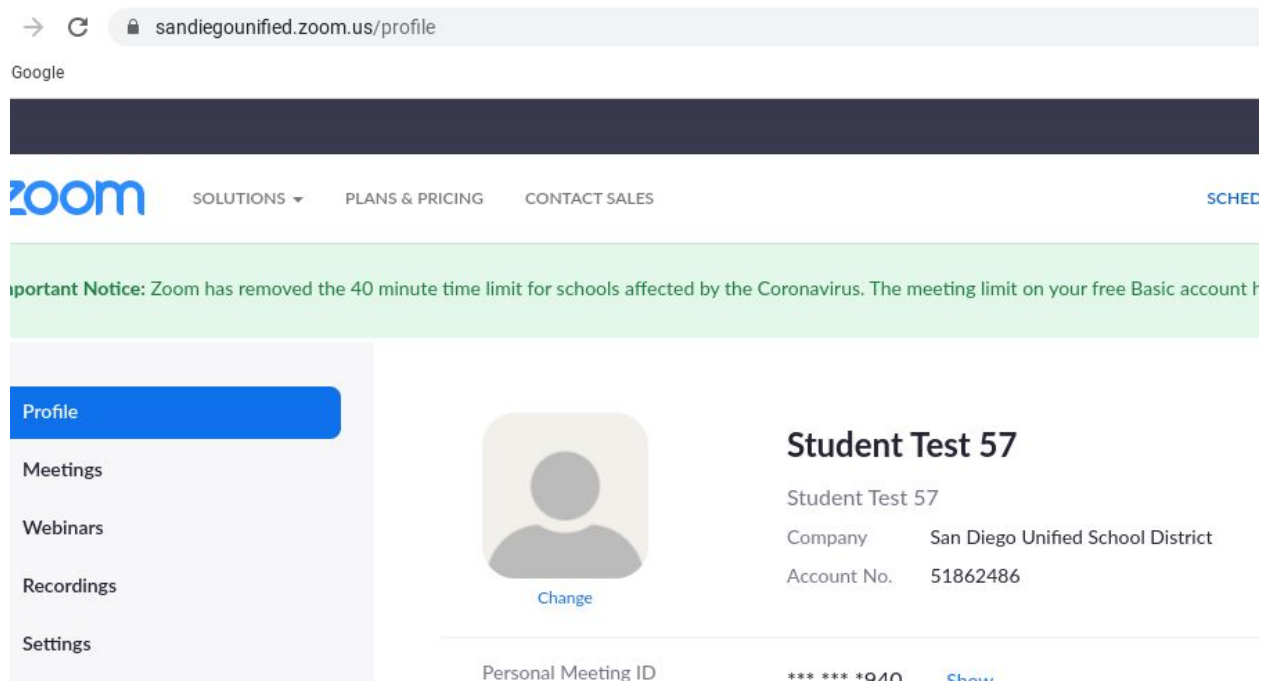 sandiegounified.zoom.us/profile
Google
zoom SOLUTIONS PLANS & PRICING CONTACT SALES SCHED
mportant Notice: Zoom has removed the 40 minute time limit for schools affected by the Coronavirus. The meeting limit on your free Basic account h
Profile
Meetings
Webinars
Recordings
Settings
Change
Student Test 57
Student Test 57
Company San Diego Unified School District
Account No. 51862486
Personal Meeting ID *** *** *940 Show